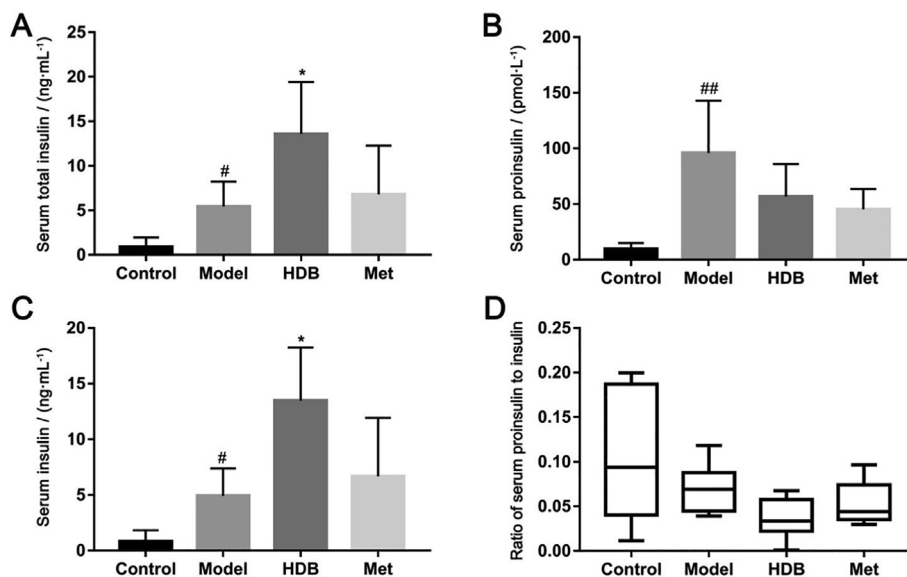 A
Serum total insulin / (ng·mL⁻¹)
25
20
15
10
5
0
#
*
Control Model HDB Met
B
Serum proinsulin / (pmol·L⁻¹)
200
150
100
50
0
##
Control Model HDB Met
C
Serum insulin / (ng·mL⁻¹)
20
15
10
5
0
#
*
Control Model HDB Met
D
Ratio of serum proinsulin to insulin
0.25
0.20
0.15
0.10
0.05
0.00
Control Model HDB Met